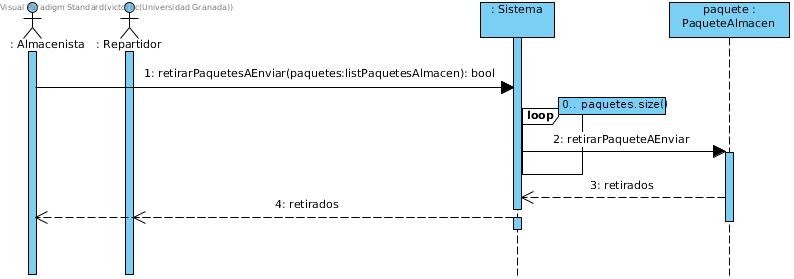 Visual Paradigm Standard(victorjc(Universidad Granada))
: Sistema
paquete :
PaqueteAlmacen
: Almacenista
: Repartidor
1: retirarPaquetesAEnviar(paquetes:listPaquetesAlmacen): bool
0.. paquetes.size()
loop
2: retirarPaqueteAEnviar
3: retirados
4: retirados